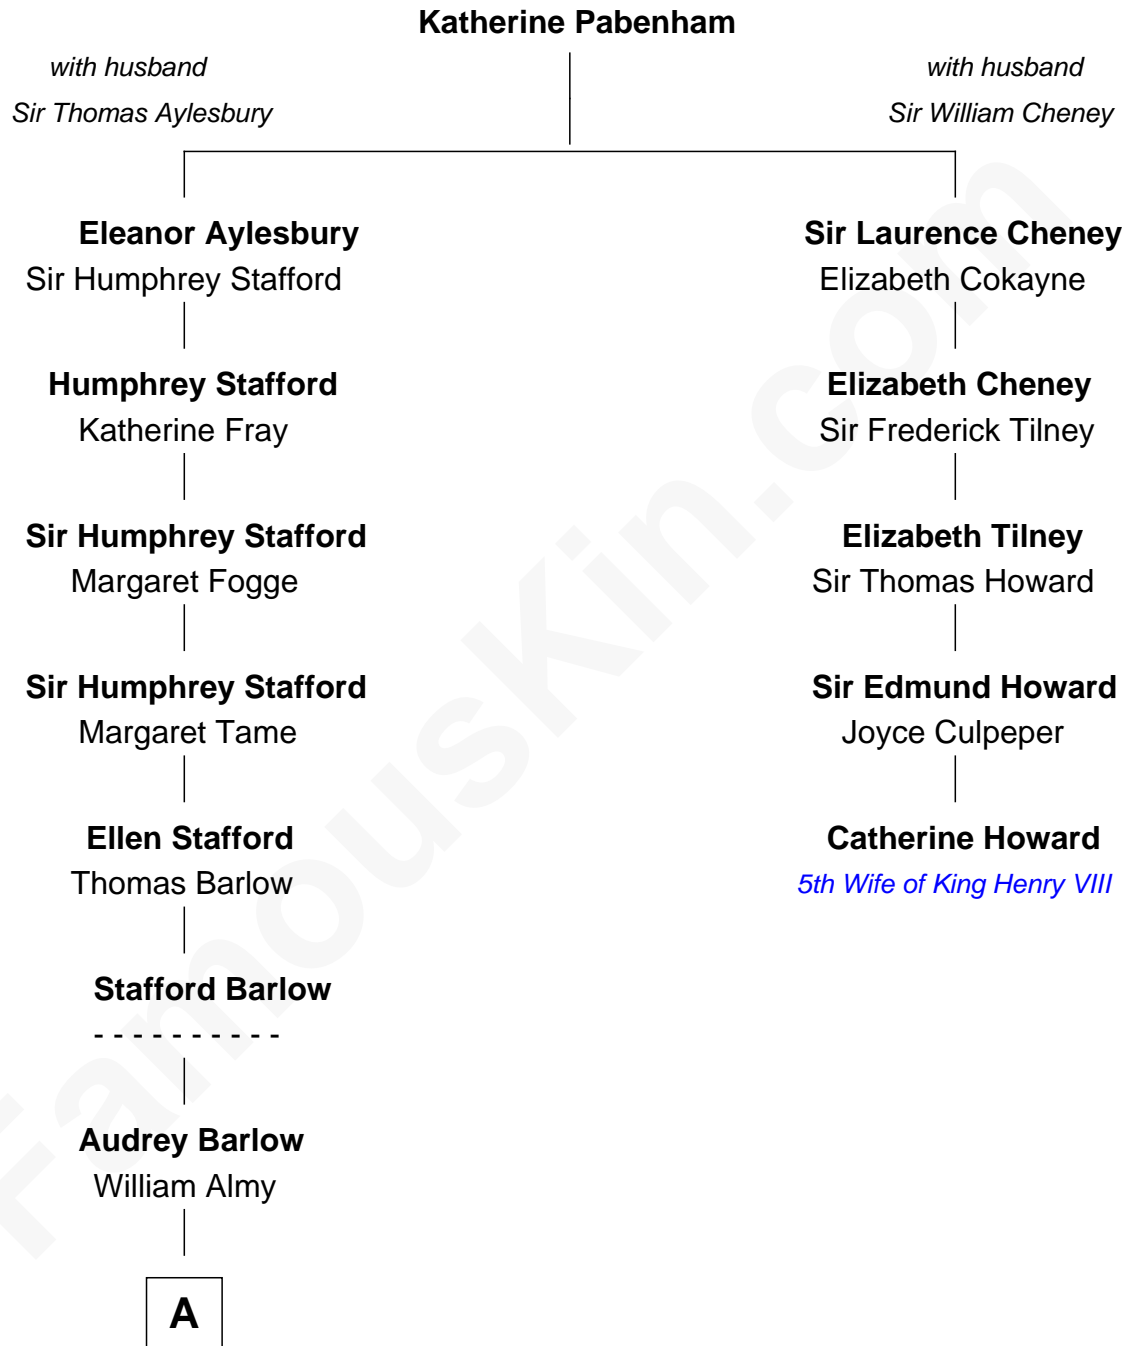 Katherine Pabenham
with husband
Sir Thomas Aylesbury
with husband
Sir William Cheney
Eleanor Aylesbury
Sir Humphrey Stafford
Sir Laurence Cheney
Elizabeth Cokayne
Humphrey Stafford
Katherine Fray
Elizabeth Cheney
Sir Frederick Tilney
Sir Humphrey Stafford
Margaret Fogge
Elizabeth Tilney
Sir Thomas Howard
Sir Humphrey Stafford
Margaret Tame
Sir Edmund Howard
Joyce Culpeper
Ellen Stafford
Thomas Barlow
Catherine Howard
5th Wife of King Henry VIII
Stafford Barlow
- - - - - - - - - -
Audrey Barlow
William Almy
A
FamousKin.com